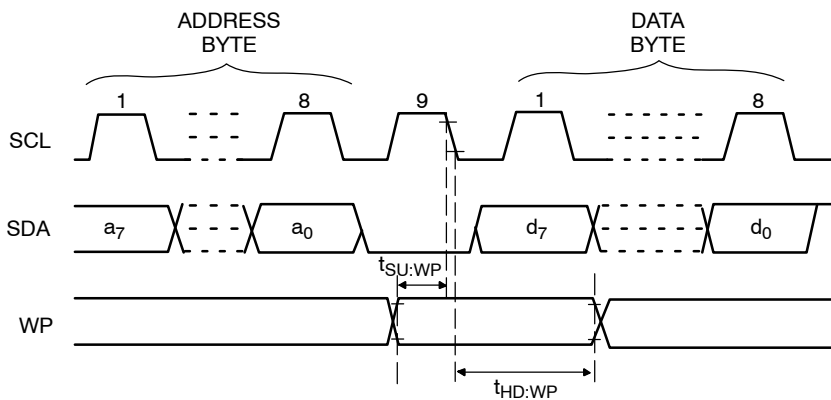 ADDRESS
BYTE
DATA
BYTE
1
8
9
1
8
SCL
SDA
a7
a0
d7
d0
tSU:WP
WP
tHD:WP